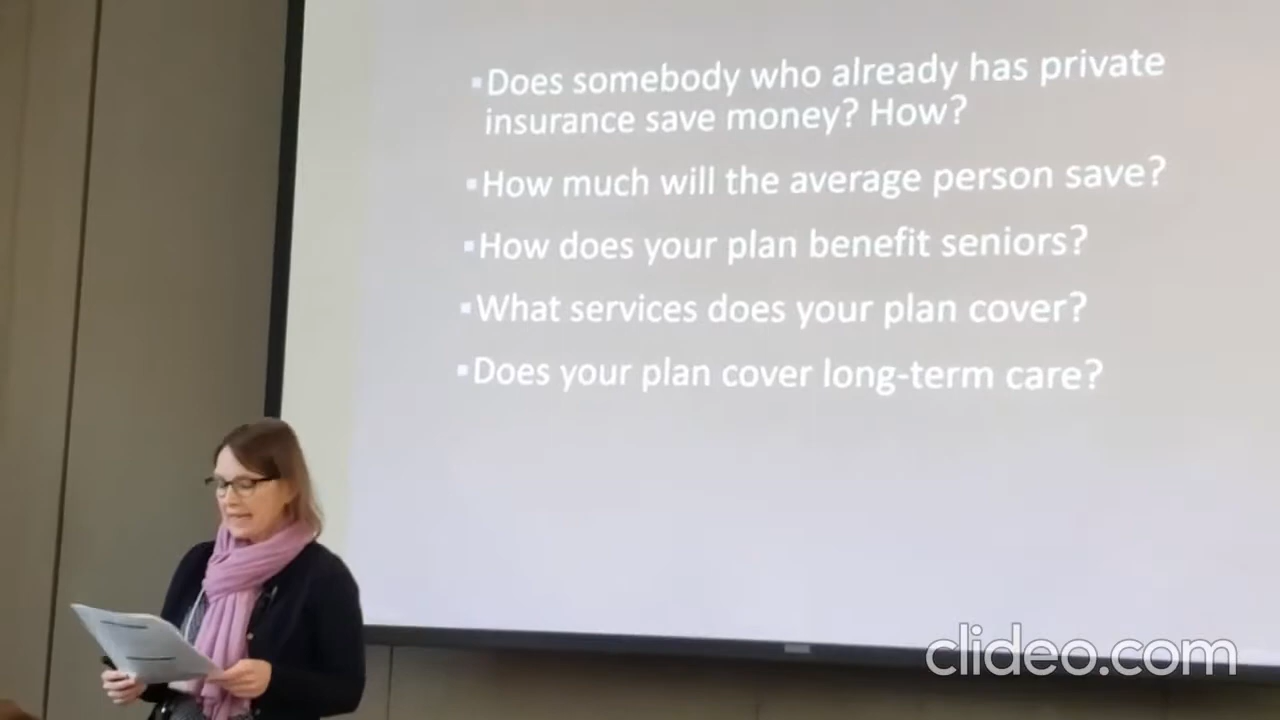 ▪Does somebody who already has private
insurance save money? How?
▪How much will the average person save?
▪How does your plan benefit seniors?
▪What services does your plan cover?
▪Does your plan cover long-term care?
clideo.com